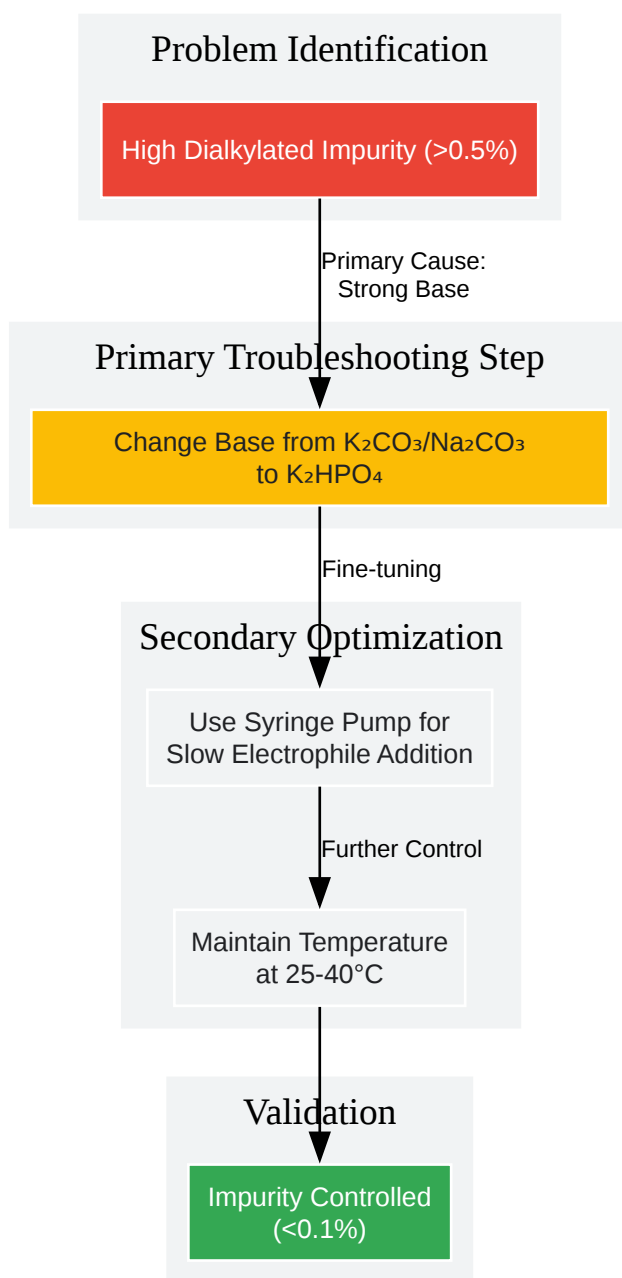 Problem Identification
High Dialkylated Impurity (>0.5%)
Primary Cause:
Strong Base
Primary Troubleshooting Step
Change Base from K₂CO₃/Na₂CO₃
to K₂HPO₄
Fine-tuning
Secondary Optimization
Use Syringe Pump for
Slow Electrophile Addition
Further Control
Maintain Temperature
at 25-40°C
Validation
Impurity Controlled
(<0.1%)